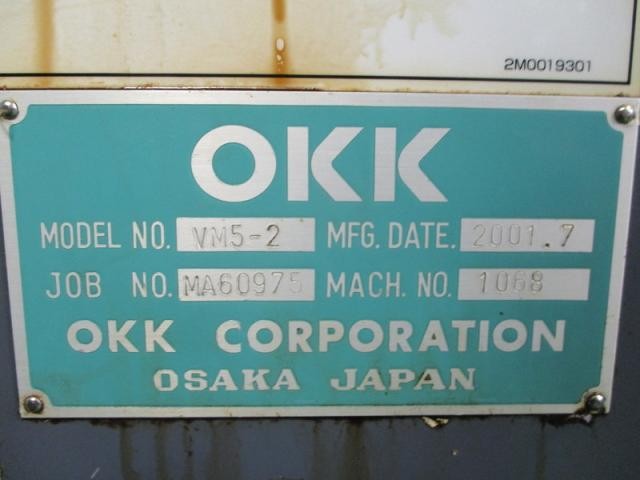 2M0019301
OKK
MODEL NO. VM5-2 MFG. DATE. 2001.7
JOB NO. MA60975 MACH. NO. 1068
OKK CORPORATION
OSAKA JAPAN